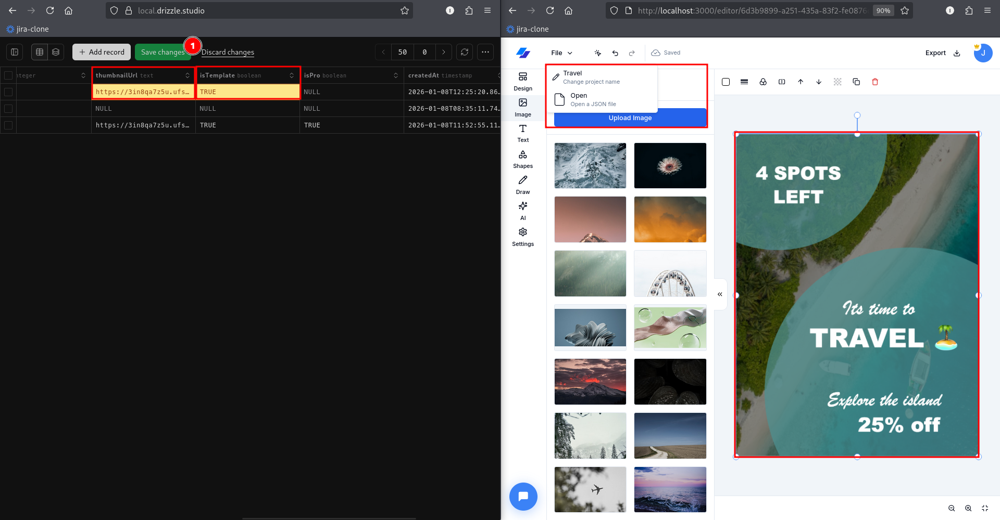 local.drizzle.studio
jira-clone
Add record
Save changes
1
Discard changes
50
0
nteger
thumbnailUrl text
isTemplate boolean
isPro boolean
createdAt timestamp
https://3in8qa7z5u.ufs…
TRUE
NULL
2026-01-08T12:25:20.86…
NULL
NULL
NULL
2026-01-08T08:35:11.74…
https://3in8qa7z5u.ufs…
TRUE
TRUE
2026-01-08T11:52:55.11…
http://localhost:3000/editor/6d3b9899-a251-435a-83f2-fe0876
90%
jira-clone
File
Saved
Export
J
Travel
Change project name
Open
Open a JSON file
Upload Image
Design
Image
Text
Shapes
Draw
AI
Settings
4 SPOTS
LEFT
Its time to
TRAVEL 🏝️
Explore the island
25% off